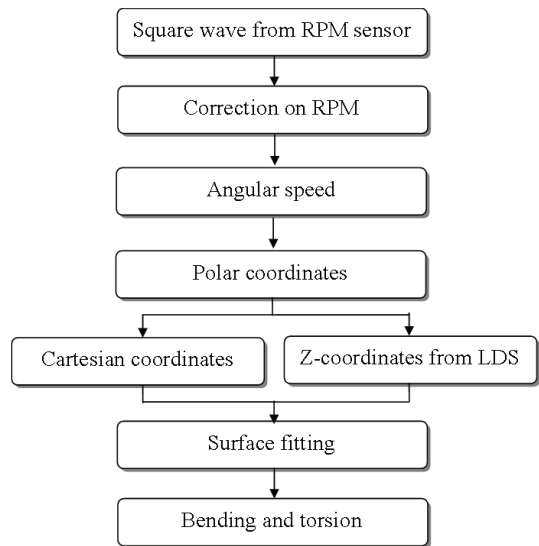 Square wave from RPM sensor
Correction on RPM
Angular speed
Polar coordinates
Cartesian coordinates
Z-coordinates from LDS
Surface fitting
Bending and torsion